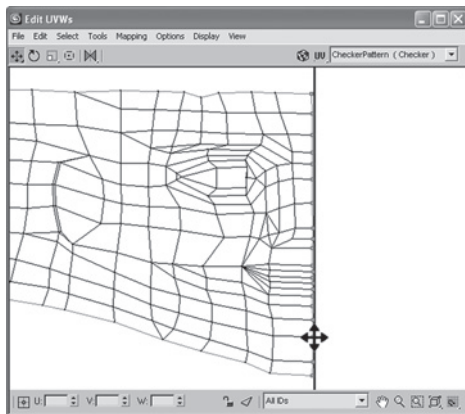 Edit UVWs
File Edit Select Tools Mapping Options Display View
UV CheckerPattern ( Checker )
U: V: W: All IDs